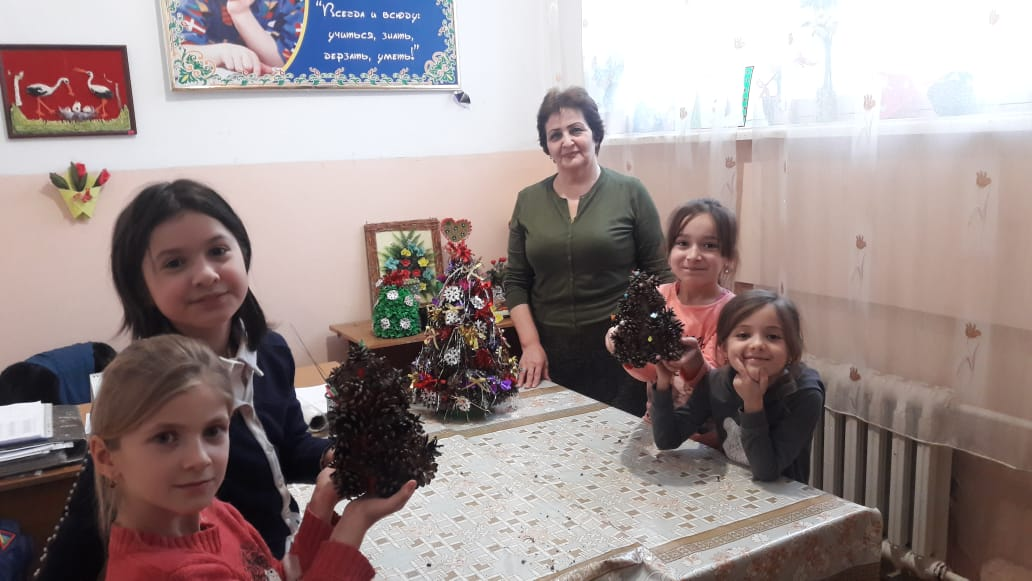 "Всегда и всюду:
учиться, знать,
дерзать, уметь!"